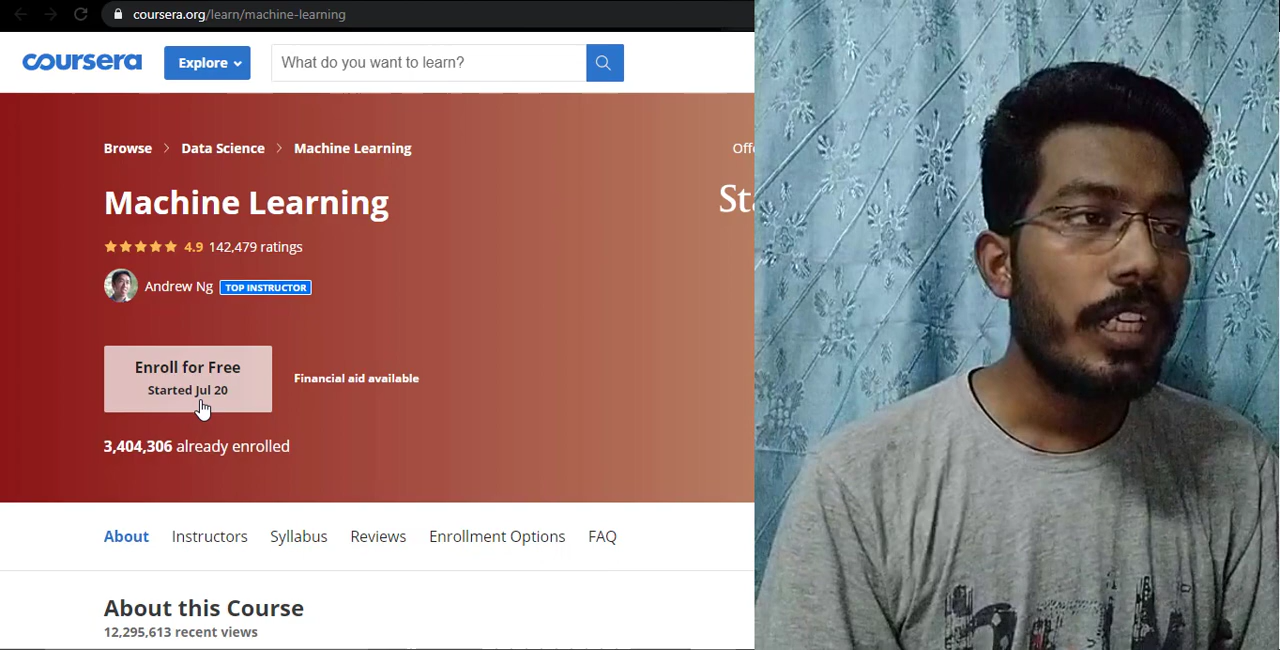 coursera.org/learn/machine-learning
coursera
Explore
What do you want to learn?
Browse > Data Science > Machine Learning
Machine Learning
4.9 142,479 ratings
Andrew Ng TOP INSTRUCTOR
Enroll for Free
Started Jul 20
Financial aid available
3,404,306 already enrolled
About Instructors Syllabus Reviews Enrollment Options FAQ
About this Course
12,295,613 recent views